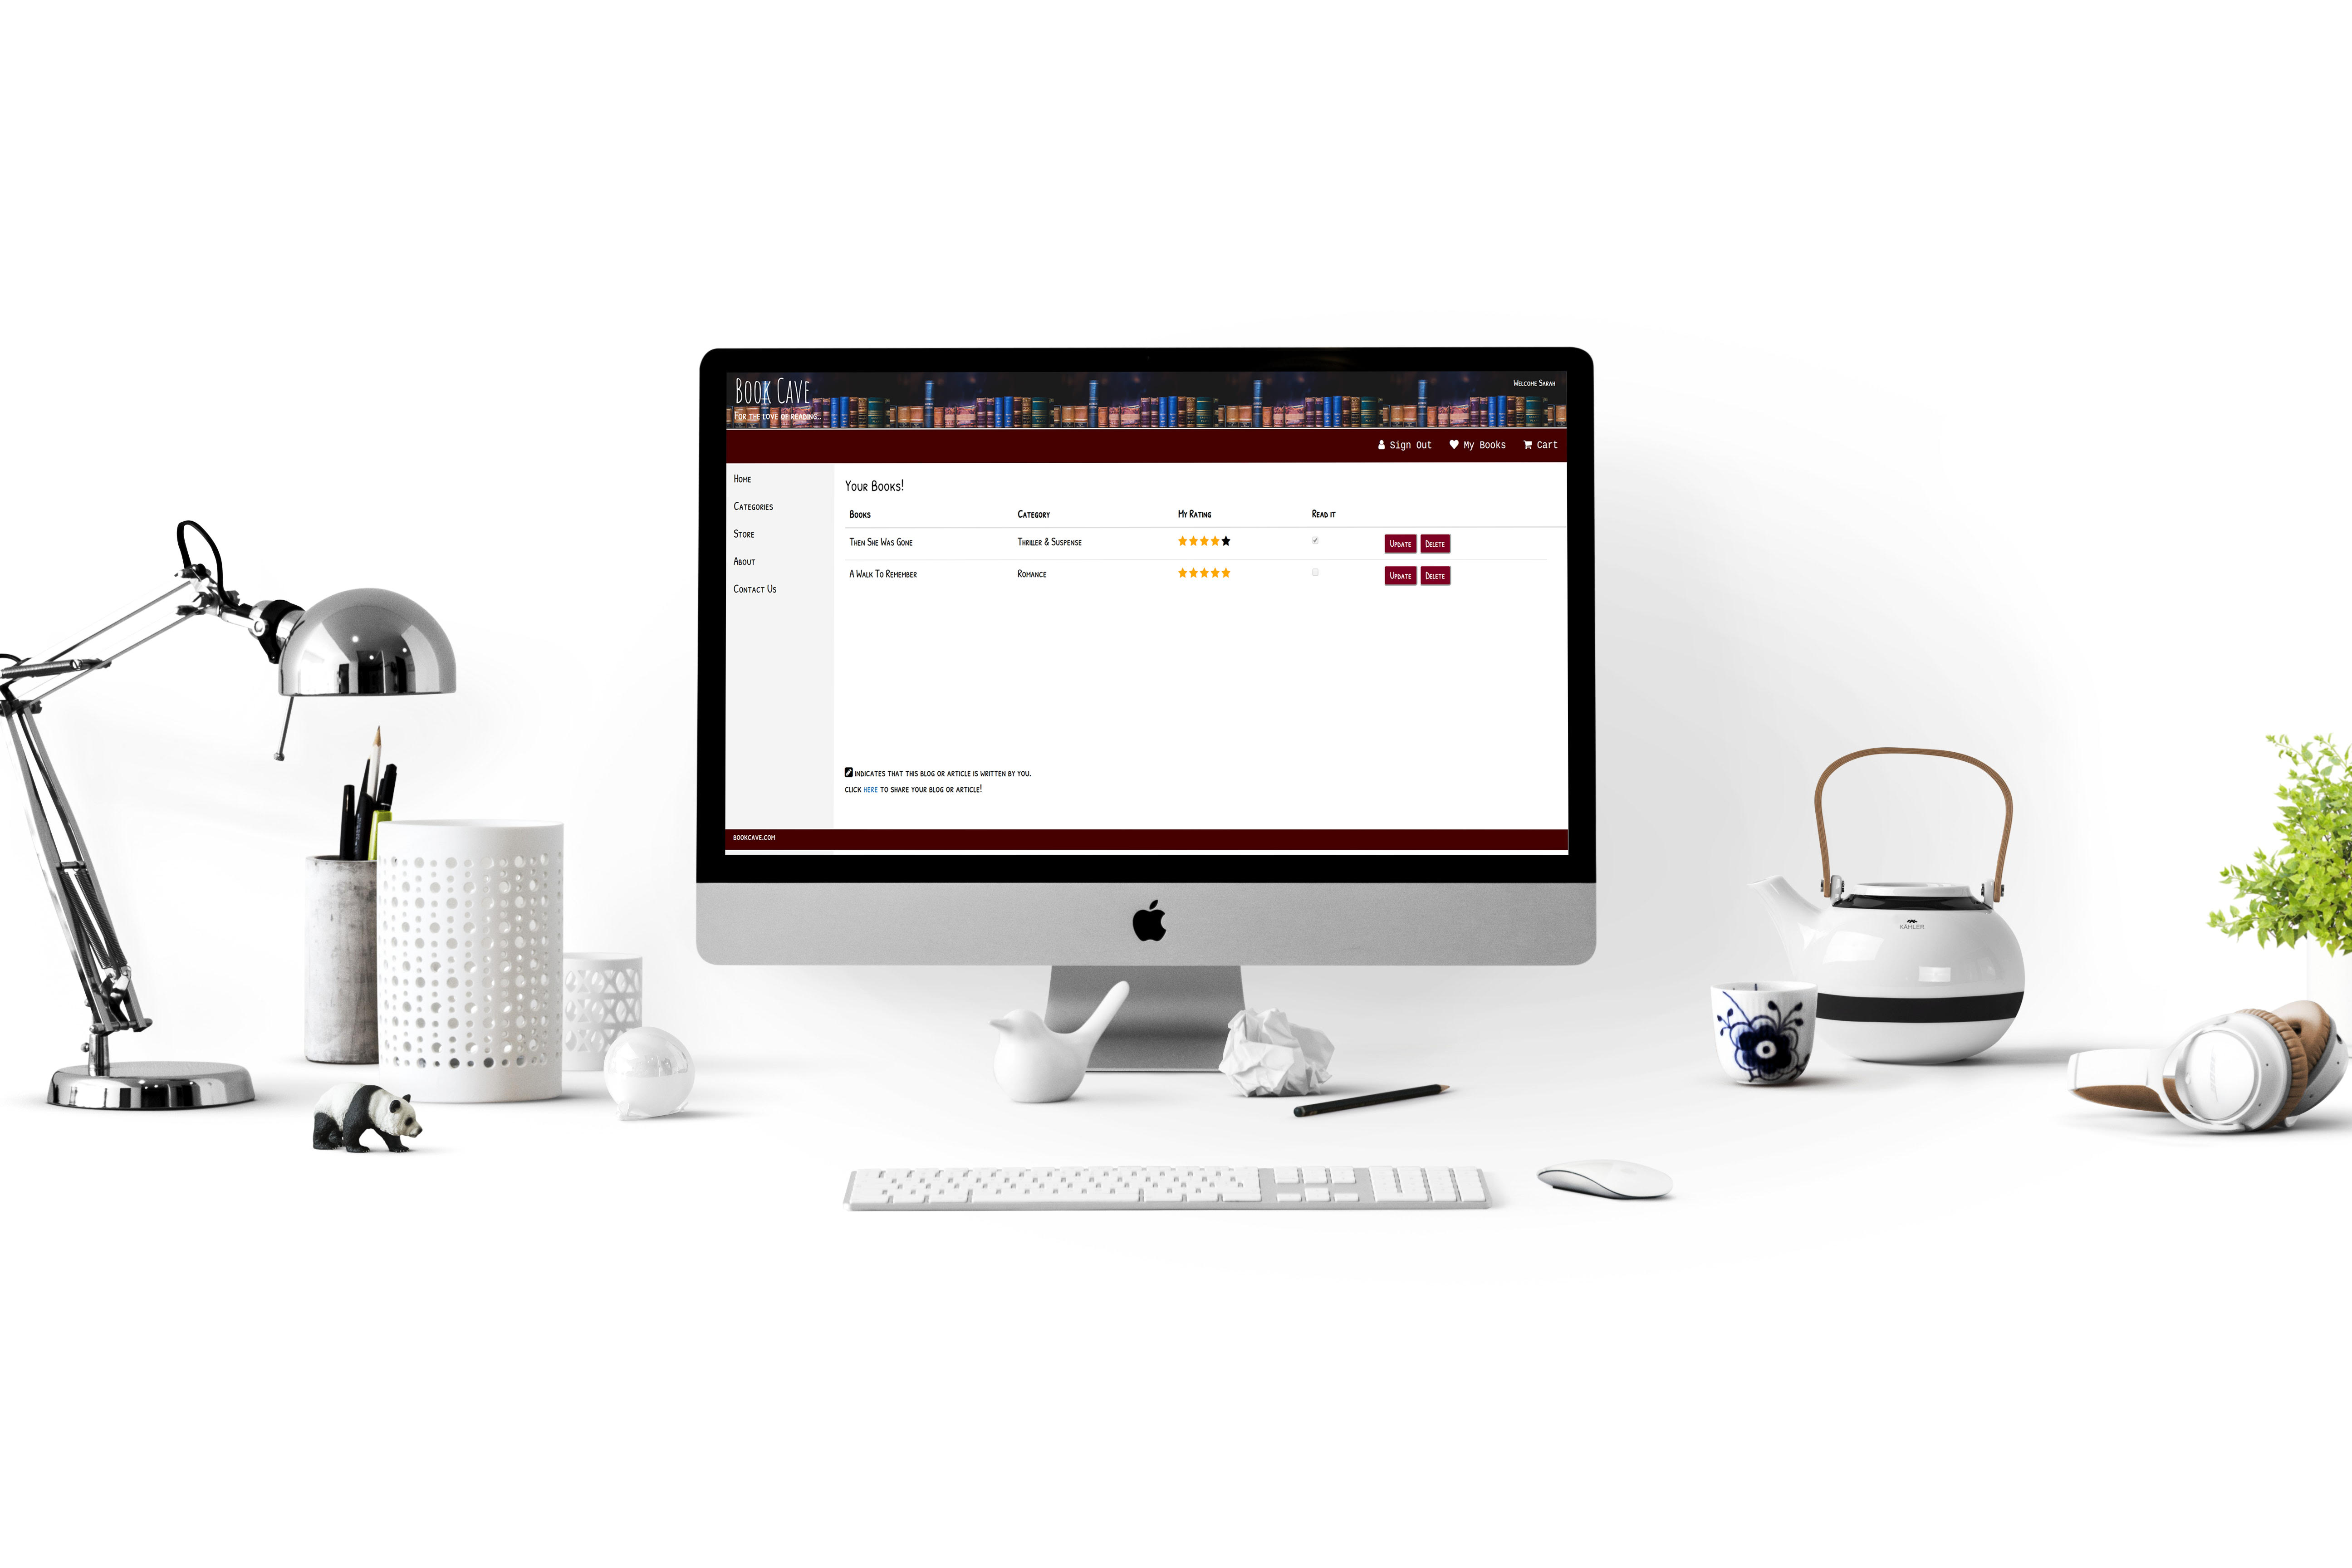 Book Cave
For the love of reading..
Welcome Sarah
Sign Out My Books Cart
Home
Categories
Store
About
Contact Us
Your Books!
Books Category My Rating Read it
Then She Was Gone Thriller & Suspense Update Delete
A Walk To Remember Romance Update Delete
indicates that this blog or article is written by you.
click here to share your blog or article!
bookcave.com
KÄHLER